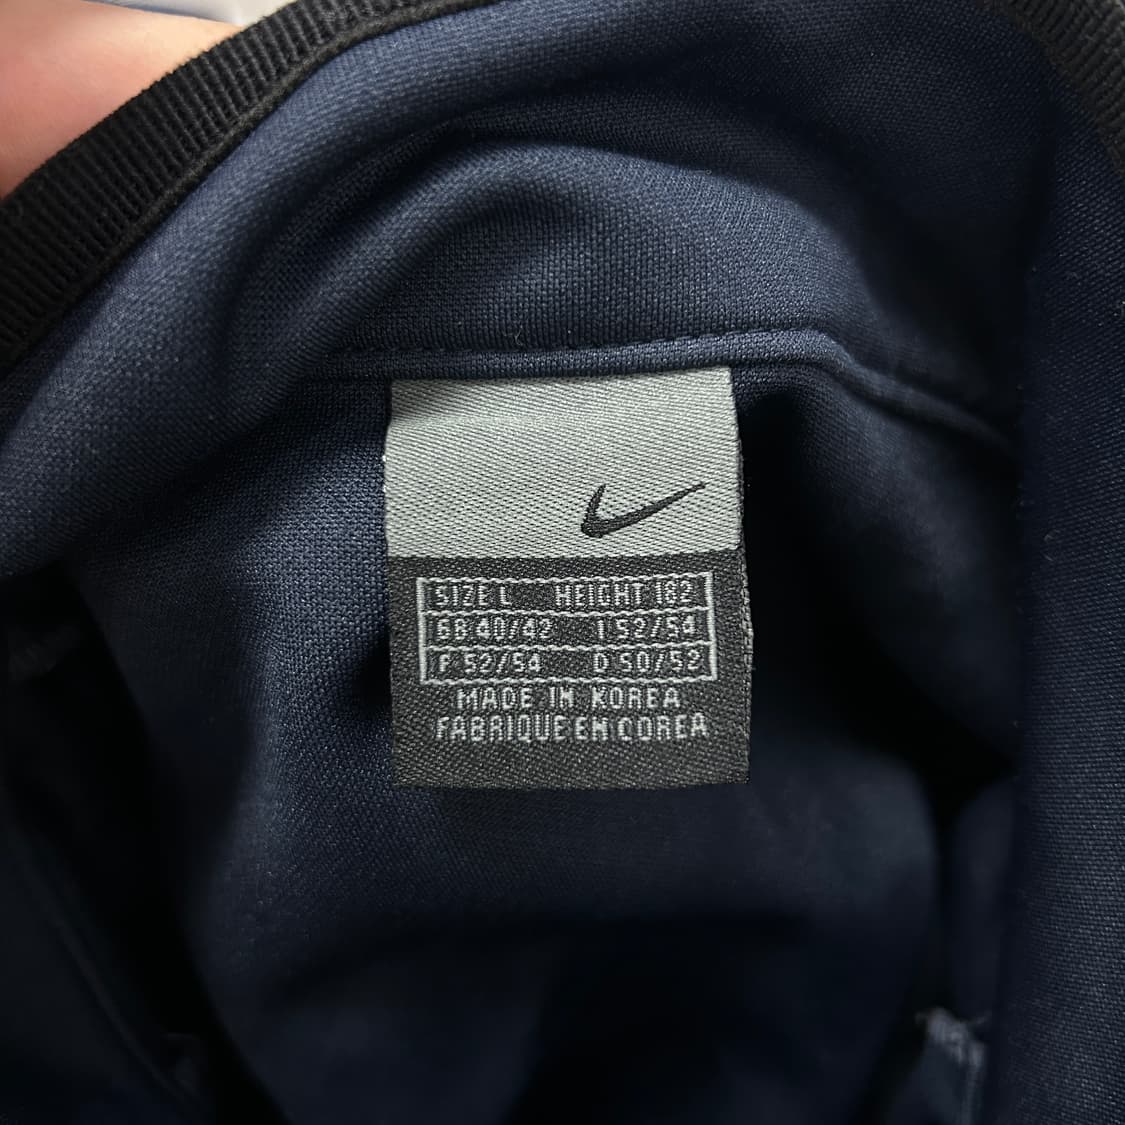 SIZE L HEIGHT 182
GB 40/42 I 52/54
F 52/54 D 50/52
MADE IN KOREA
FABRIQUE EN COREA